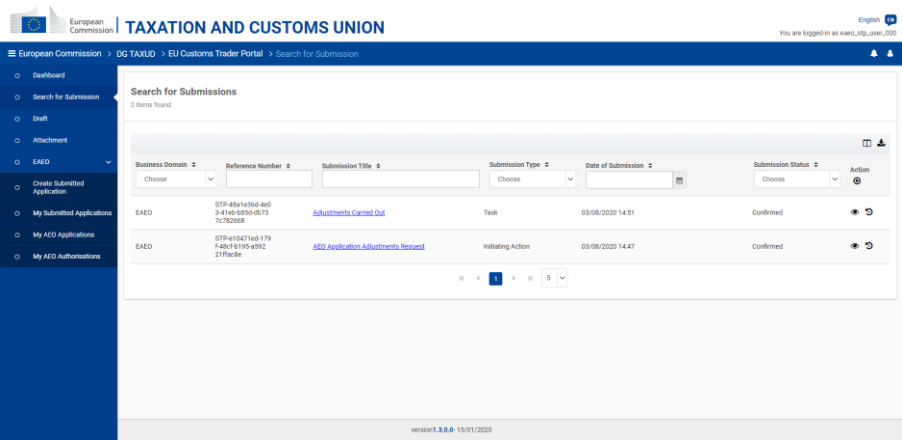 European
Commission
TAXATION AND CUSTOMS UNION
English EN
You are logged-in as eaeo_stp_user_000
European Commission > DG TAXUD > EU Customs Trader Portal > Search for Submission
Dashboard
Search for Submission
Draft
Attachment
EAEO
Create Submitted
Application
My Submitted Applications
My AEO Applications
My AEO Authorisations
Search for Submissions
2 items found
Business Domain Reference Number Submission Title Submission Type Date of Submission Submission Status Action
Choose Choose Choose
EAEO STP-48a1e36d-4e0 Adjustments Carried Out Task 03/08/2020 14:51 Confirmed
3-41eb-b85d-db73
7c782668
EAEO STP-e10471ed-179 AEO Application Adjustments Request Initiating Action 03/08/2020 14:47 Confirmed
f-48cf-b195-a592
21ffac8e
1 5
version1.3.0.0- 15/01/2020